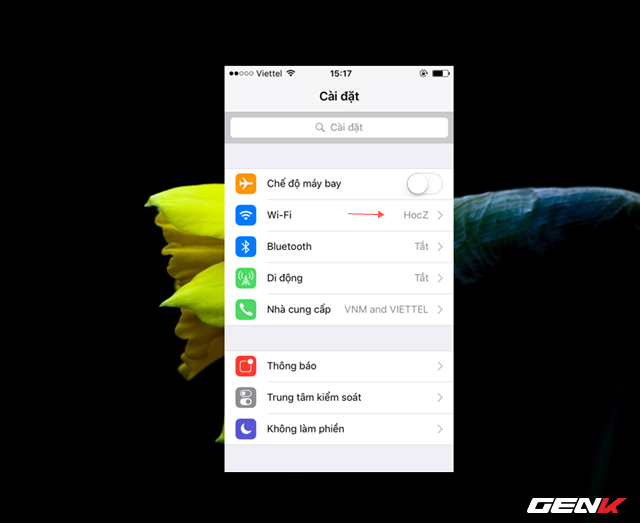 Viettel 15:17
Cài đặt
Cài đặt
Chế độ máy bay
Wi-Fi HocZ
Bluetooth Tắt
Di động Tắt
Nhà cung cấp VNM and VIETTEL
Thông báo
Trung tâm kiểm soát
Không làm phiền
GENK